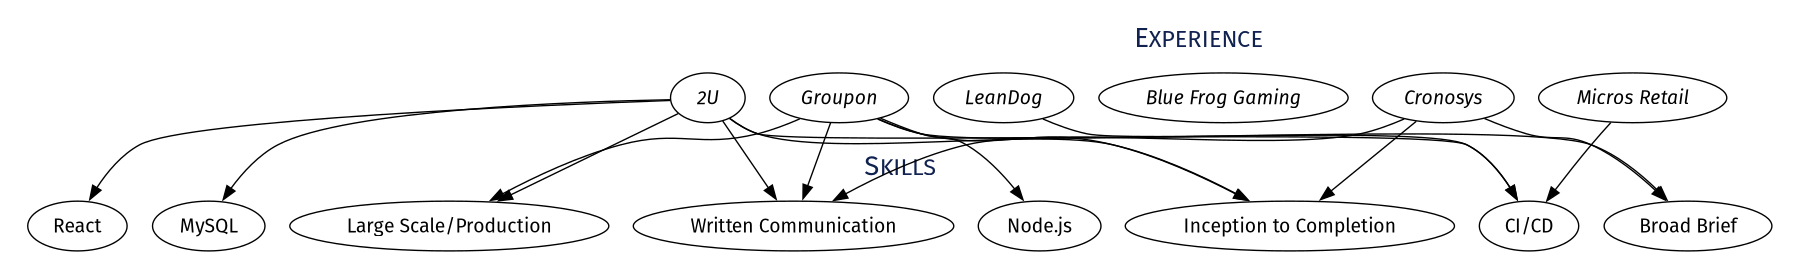 EXPERIENCE
2U Groupon LeanDog Blue Frog Gaming Cronosys Micros Retail
SKILLS
React MySQL Large Scale/Production Written Communication Node.js Inception to Completion CI/CD Broad Brief